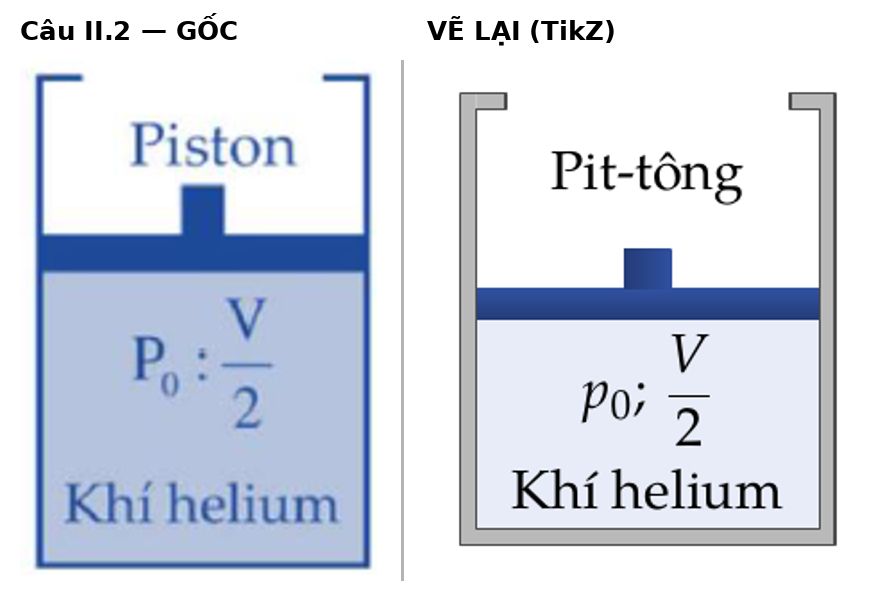 Câu II.2 — GỐC
Piston
P₀ : V/2
Khí helium
VẼ LẠI (TikZ)
Pit-tông
p₀; V/2
Khí helium